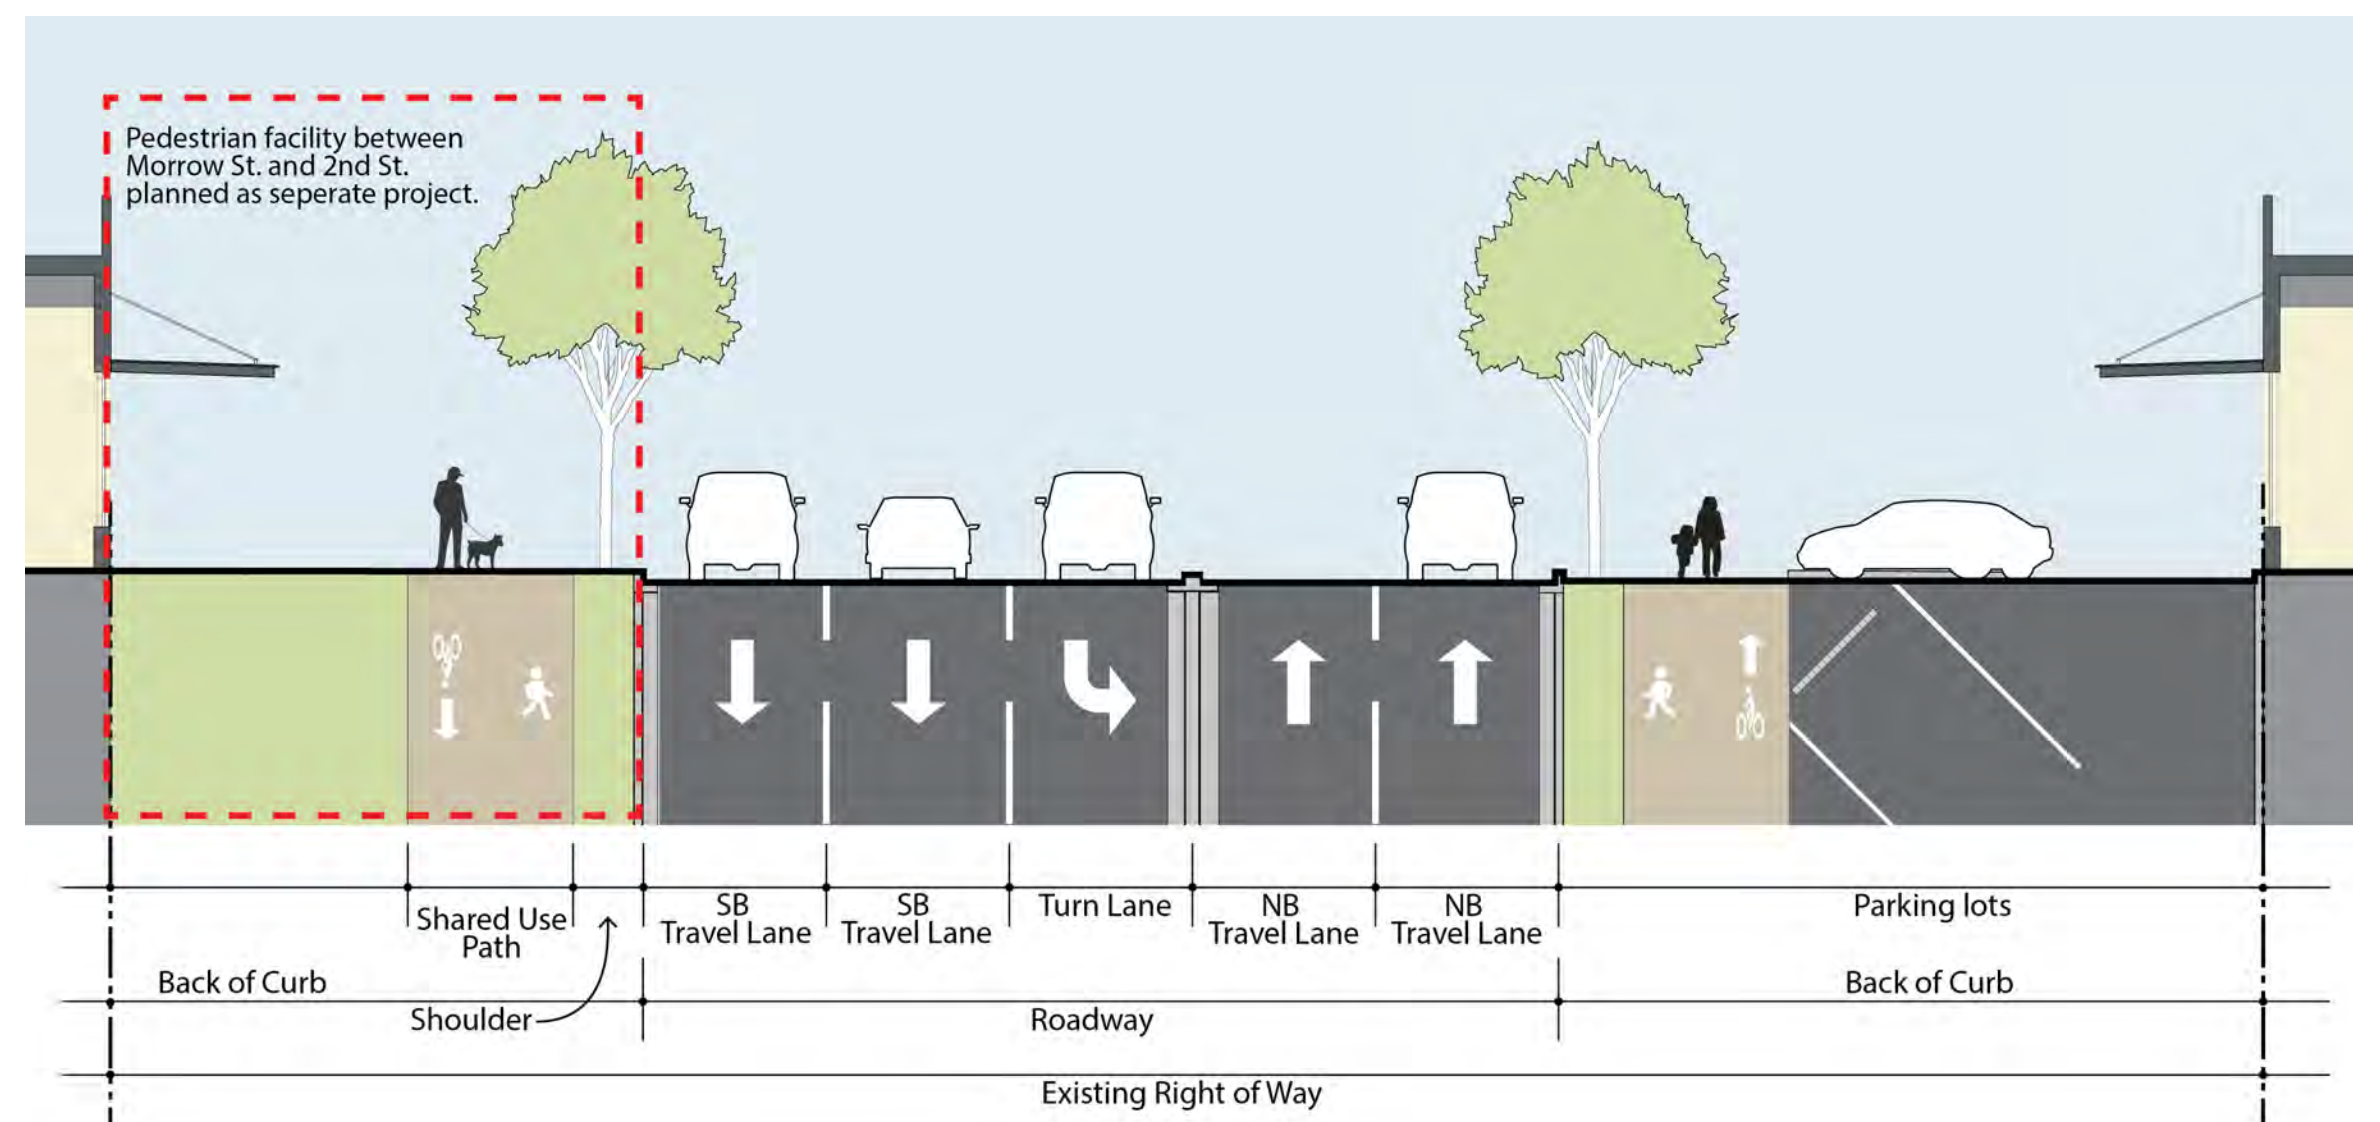 Pedestrian facility between
Morrow St. and 2nd St.
planned as seperate project.
Shared Use
Path
SB
Travel Lane
SB
Travel Lane
Turn Lane
NB
Travel Lane
NB
Travel Lane
Parking lots
Back of Curb
Shoulder
Roadway
Back of Curb
Existing Right of Way